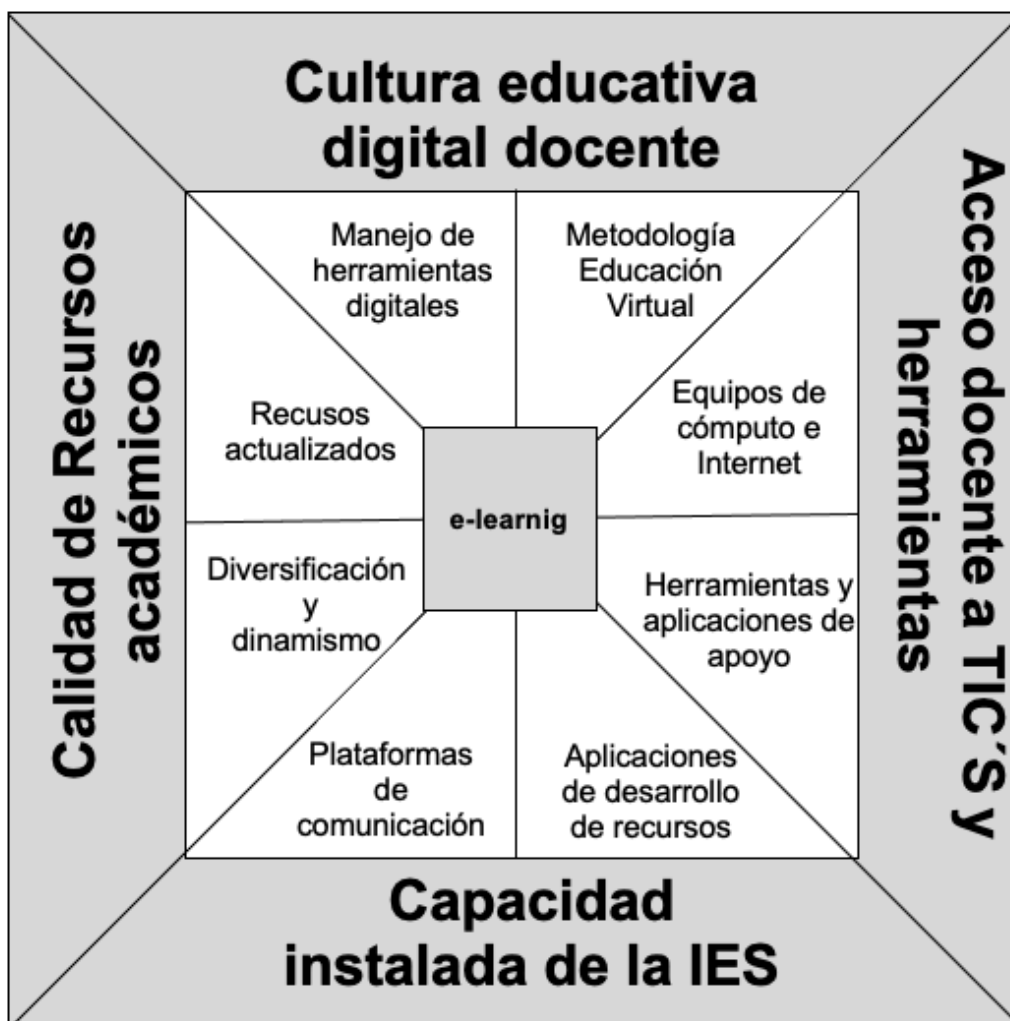 Cultura educativa
digital docente
Manejo de
herramientas
digitales
Metodología
Educación
Virtual
Calidad de Recursos
académicos
Recusos
actualizados
Equipos de
cómputo e
Internet
Acceso docente a TIC´S y
herramientas
e-learnig
Diversificación
y
dinamismo
Herramientas y
aplicaciones de
apoyo
Plataformas
de
comunicación
Aplicaciones
de desarrollo
de recursos
Capacidad
instalada de la IES